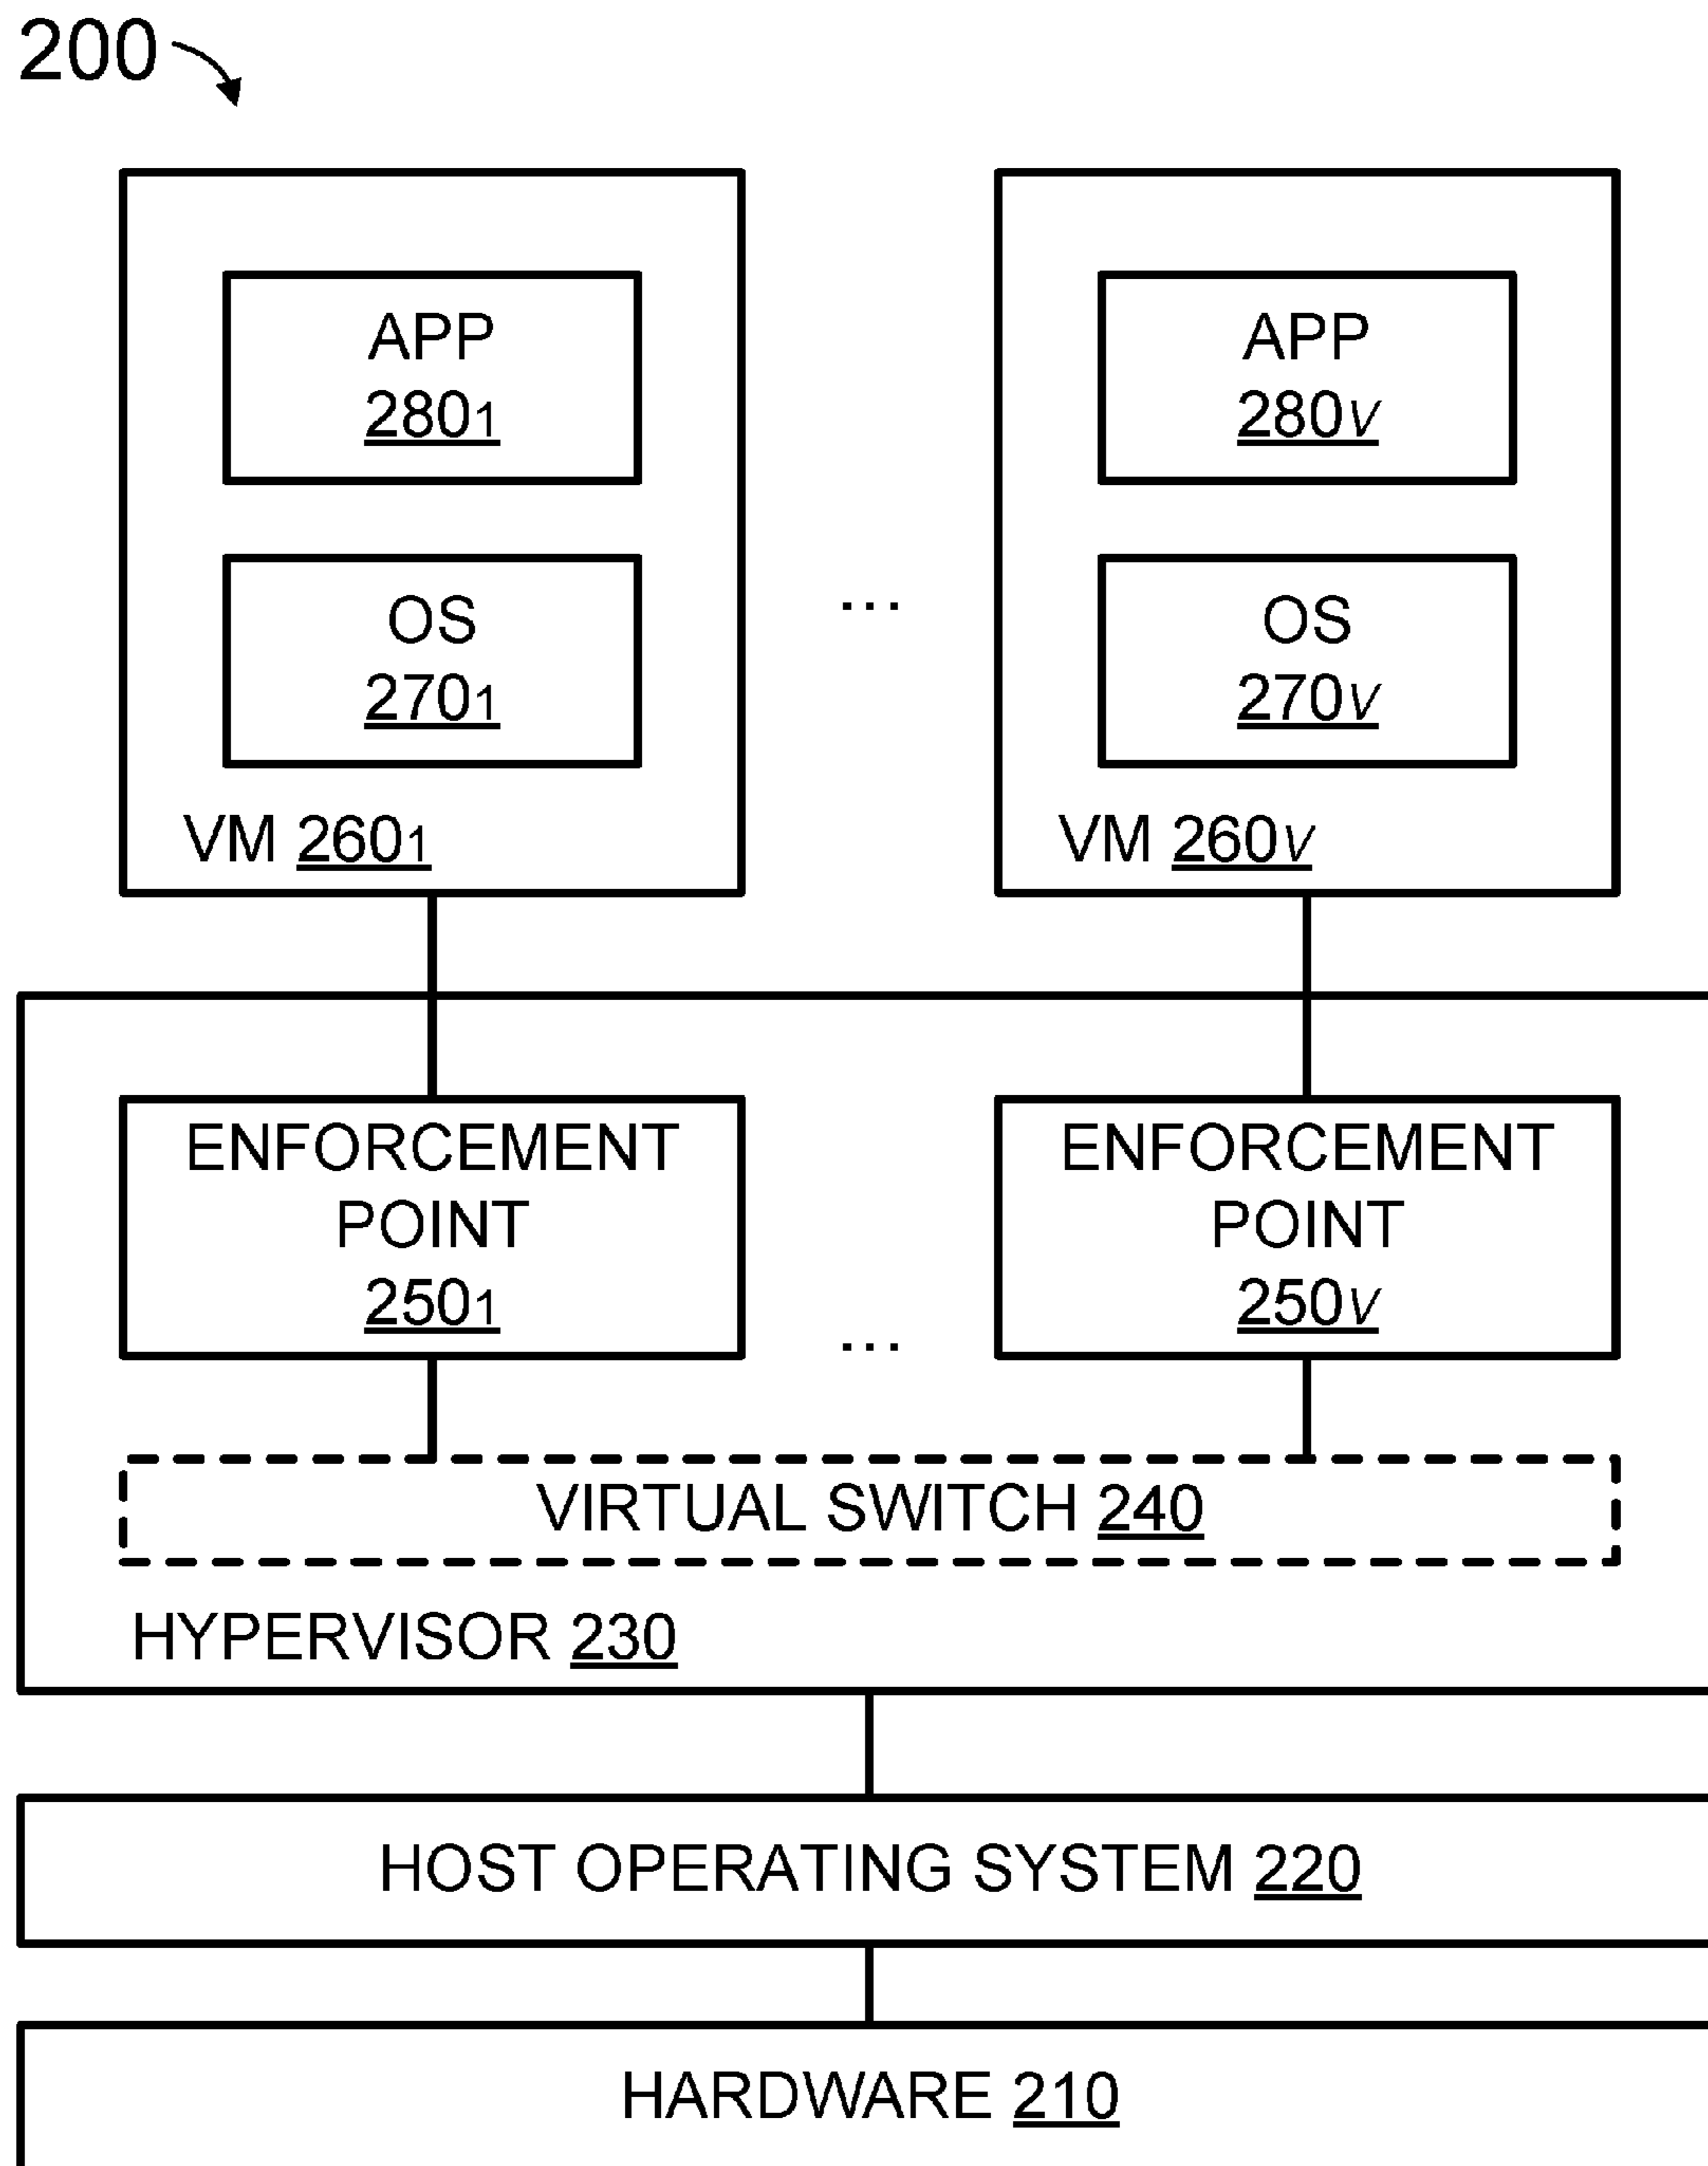 200
APP
280₁
OS
270₁
VM 260₁
...
APP
280V
OS
270V
VM 260V
ENFORCEMENT
POINT
250₁
...
ENFORCEMENT
POINT
250V
VIRTUAL SWITCH 240
HYPERVISOR 230
HOST OPERATING SYSTEM 220
HARDWARE 210